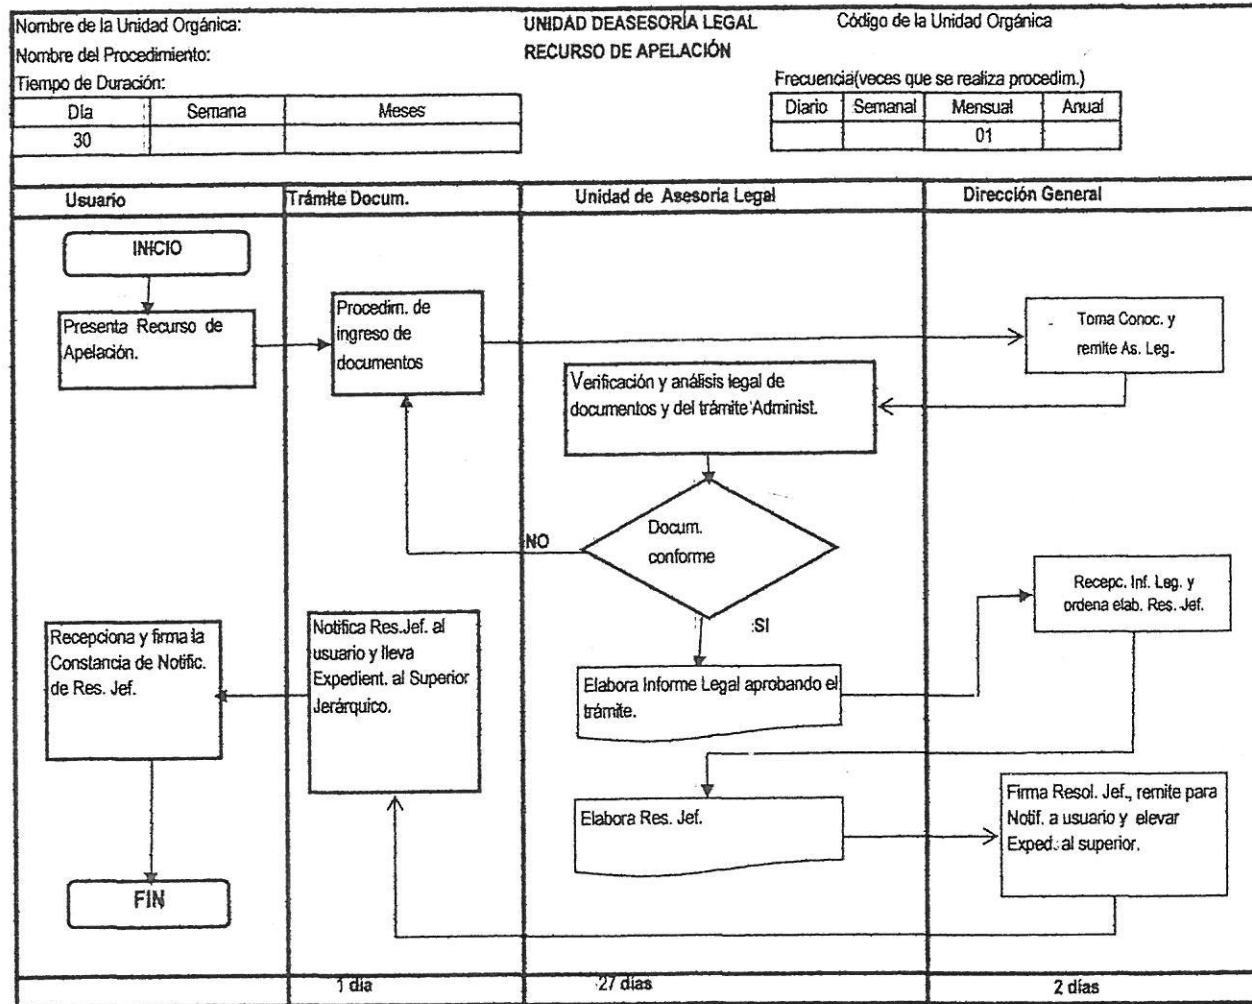 Nombre de la Unidad Orgánica: UNIDAD DEASESORÍA LEGAL Código de la Unidad Orgánica
Nombre del Procedimiento: RECURSO DE APELACIÓN
Tiempo de Duración: Frecuencia(veces que se realiza procedim.)
Día Semana Meses
30
Diario Semanal Mensual Anual
01
Usuario Trámite Docum. Unidad de Asesoría Legal Dirección General
INICIO
Presenta Recurso de
Apelación.
Procedim. de
ingreso de
documentos
Toma Conoc. y
remite As. Leg.
Verificación y análisis legal de
documentos y del trámite Administ.
Docum.
conforme
NO
SI
Elabora Informe Legal aprobando el
trámite.
Recepc. Inf. Leg. y
ordena elab. Res. Jef.
Elabora Res. Jef.
Firma Resol. Jef., remite para
Notif. a usuario y elevar
Exped. al superior.
Notifica Res.Jef. al
usuario y lleva
Expedient. al Superior
Jerárquico.
Recepciona y firma la
Constancia de Notific.
de Res. Jef.
FIN
1 día 27 días 2 días